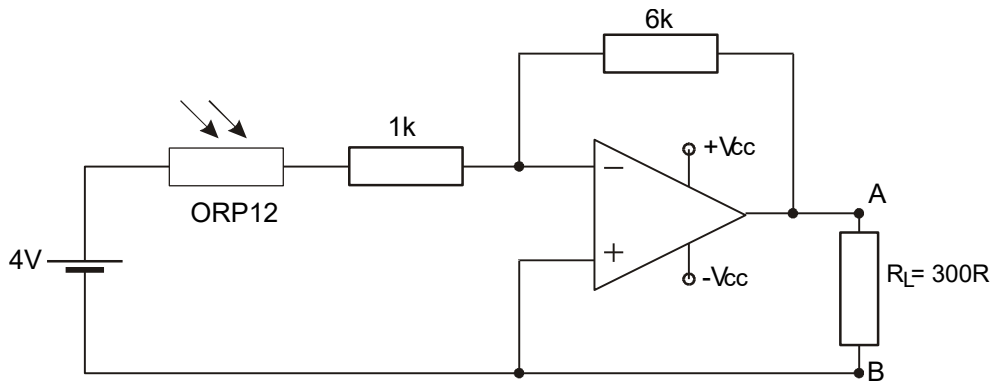 6k
1k
+Vcc
ORP12
−
A
4V
+
-Vcc
RL= 300R
B